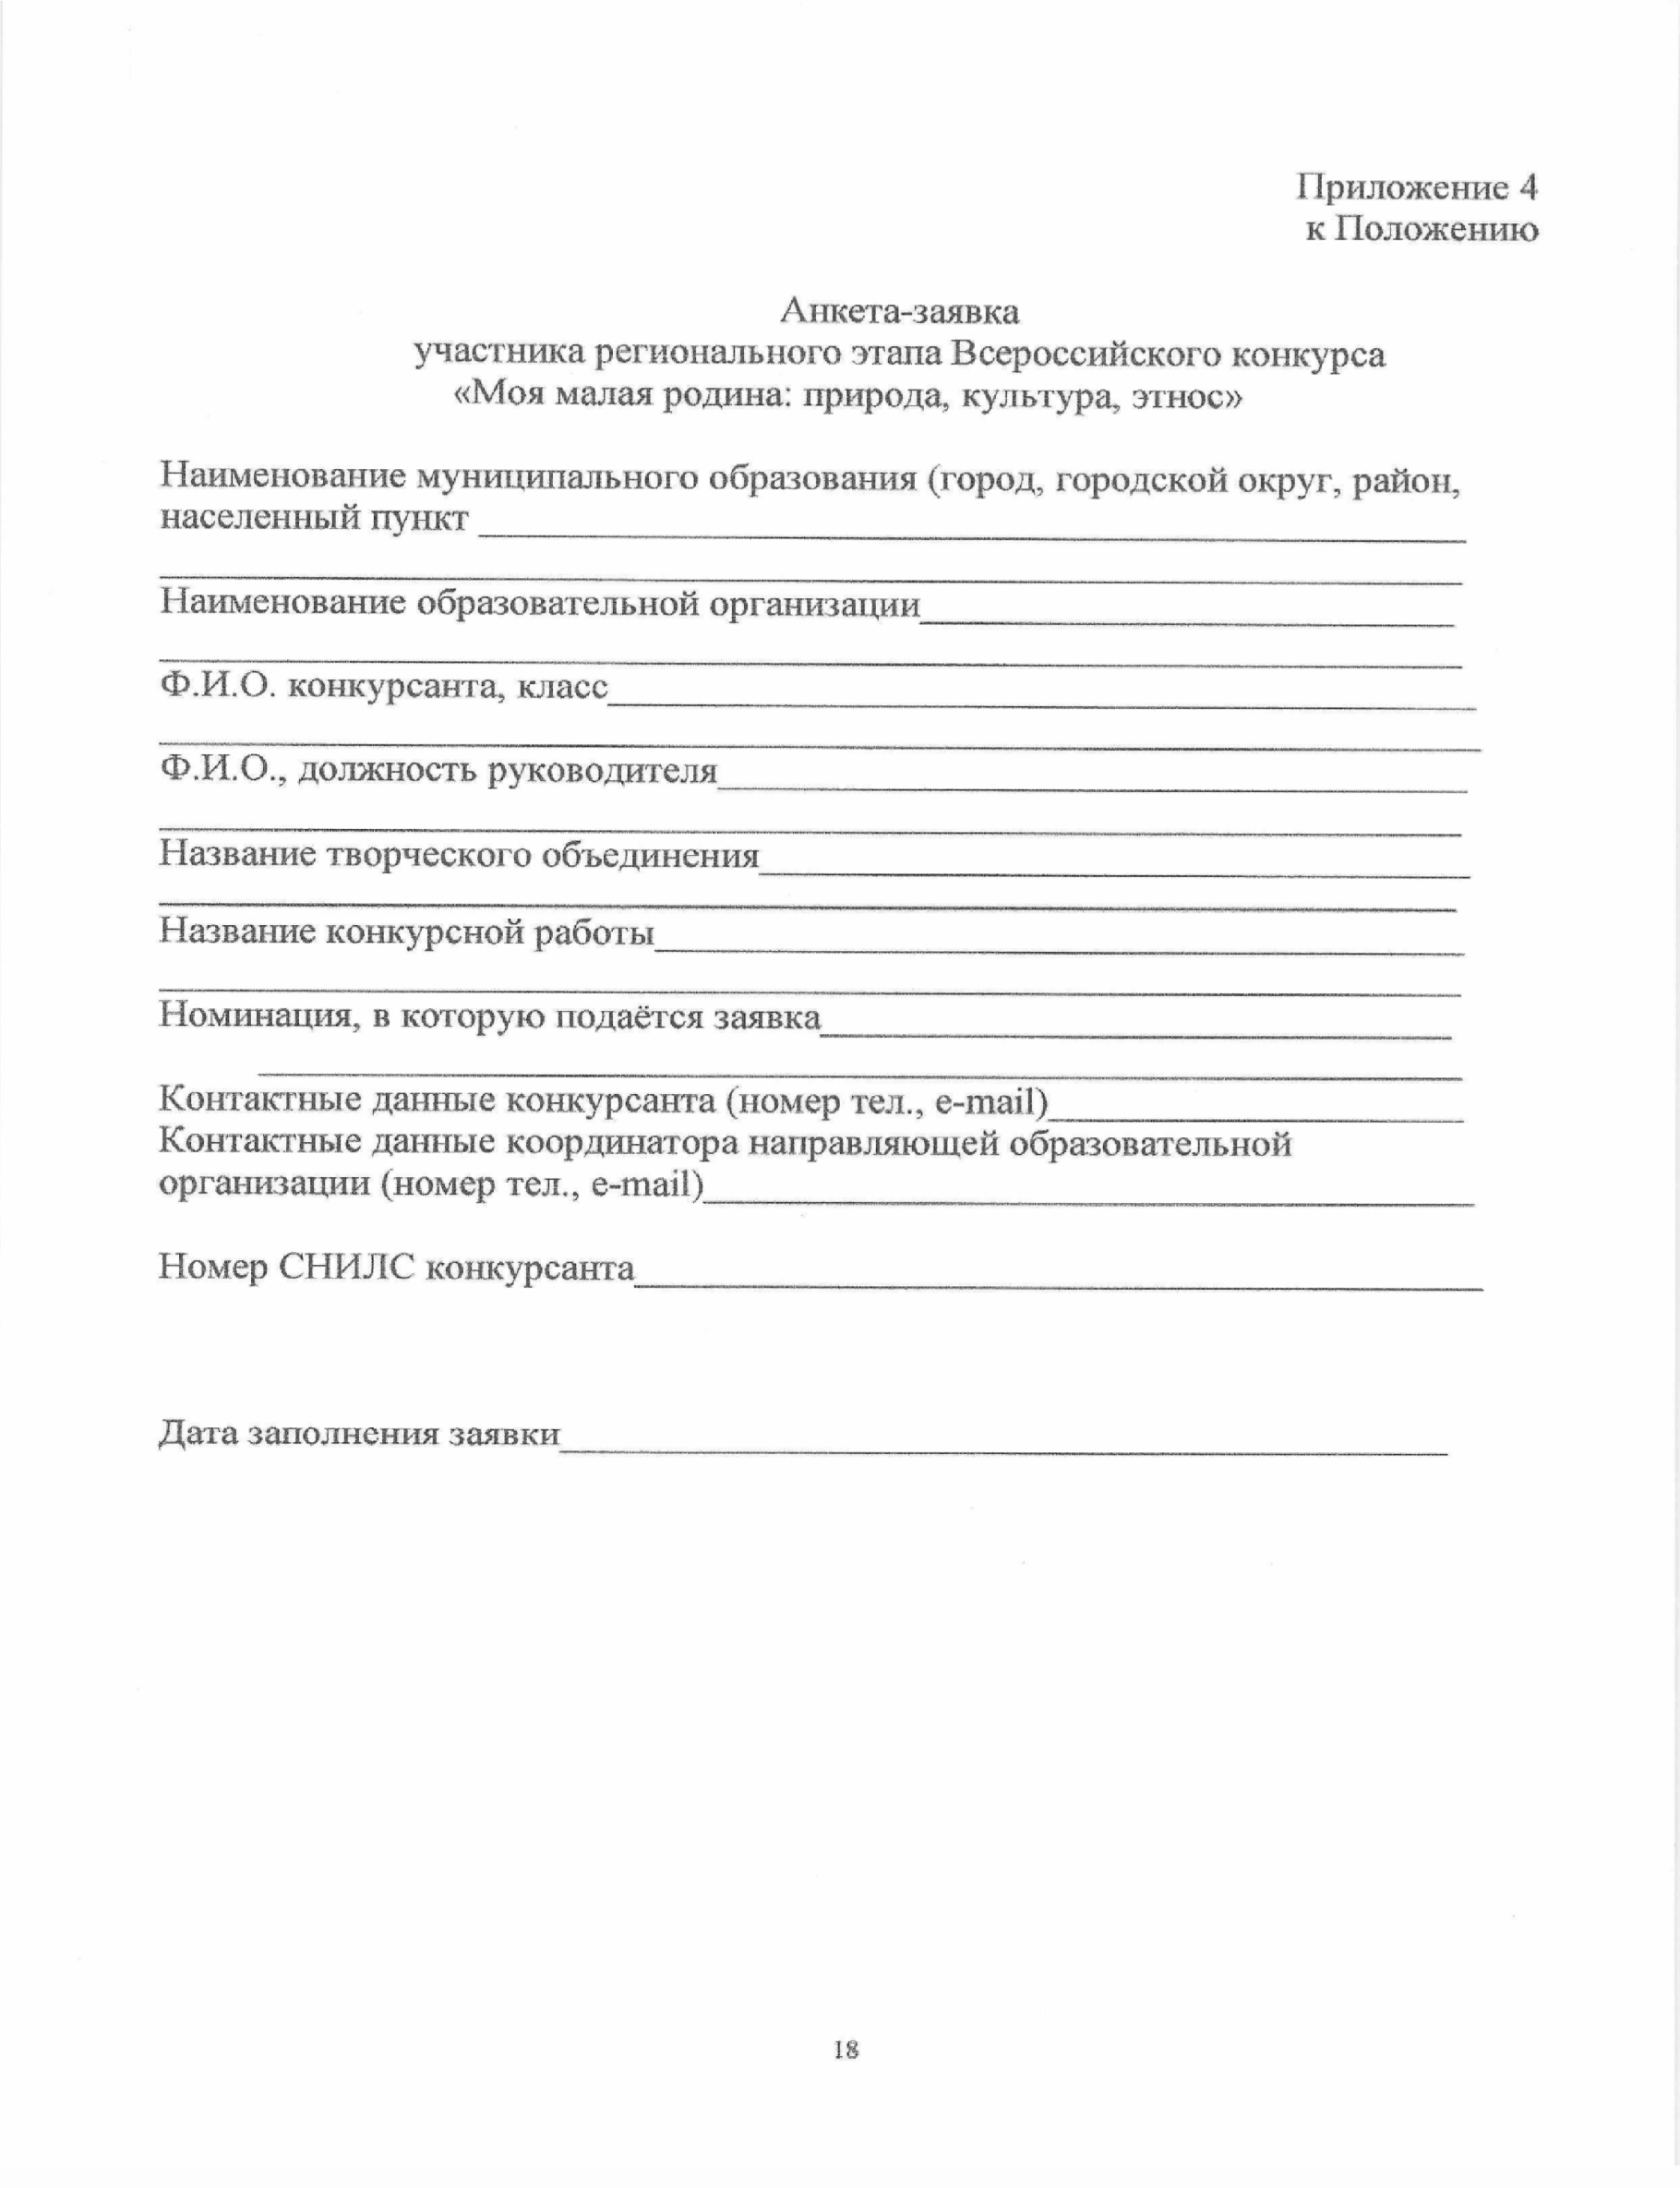 Приложение 4
к Положению
Анкета-заявка
участника регионального этапа Всероссийского конкурса
«Моя малая родина: природа, культура, этнос»
Наименование муниципального образования (город, городской округ, район,
населенный пункт
Наименование образовательной организации
Ф.И.О. конкурсанта, класс
Ф.И.О., должность руководителя
Название творческого объединения
Название конкурсной работы
Номинация, в которую подаётся заявка
Контактные данные конкурсанта (номер тел., e-mail)
Контактные данные координатора направляющей образовательной
организации (номер тел., e-mail)
Номер СНИЛС конкурсанта
Дата заполнения заявки
18